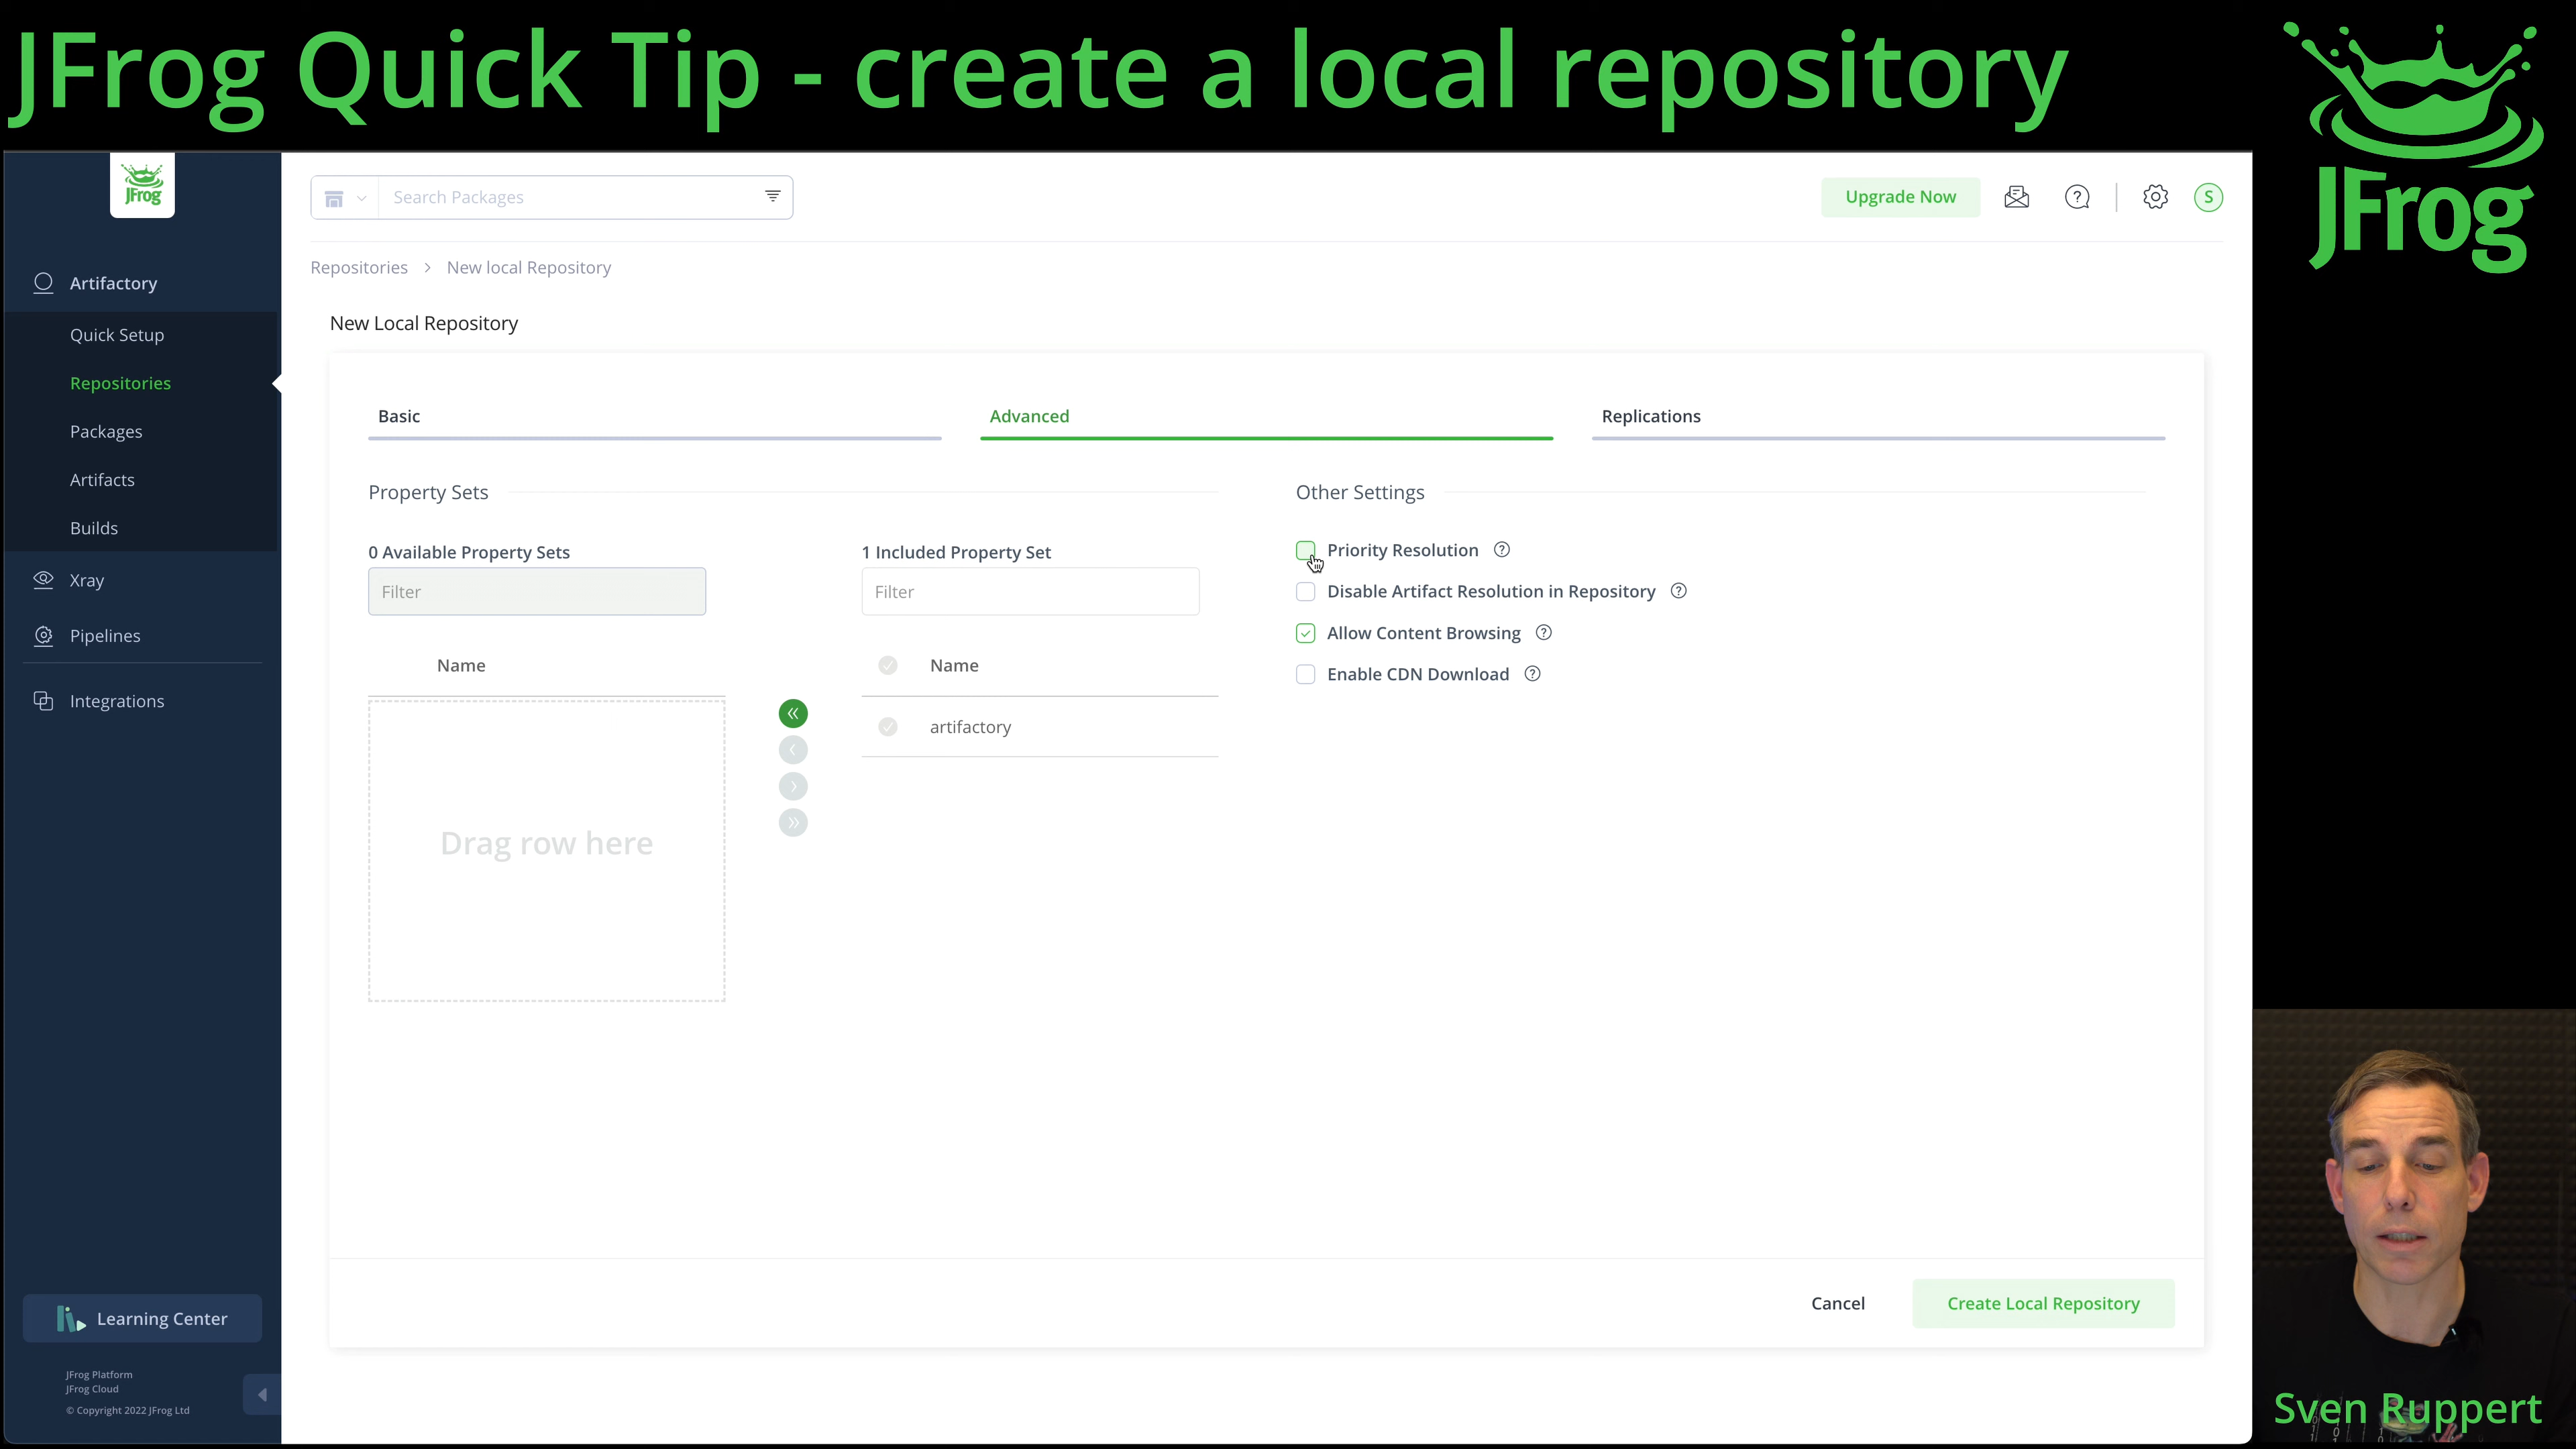 JFrog Quick Tip - create a local repository
JFrog
JFrog
Search Packages
Upgrade Now
S
Repositories > New local Repository
Artifactory
Quick Setup
Repositories
Packages
Artifacts
Builds
Xray
Pipelines
Integrations
New Local Repository
Basic
Advanced
Replications
Property Sets
0 Available Property Sets
Filter
Name
Drag row here
1 Included Property Set
Filter
Name
artifactory
Other Settings
Priority Resolution
Disable Artifact Resolution in Repository
Allow Content Browsing
Enable CDN Download
Cancel
Create Local Repository
Learning Center
JFrog Platform
JFrog Cloud
© Copyright 2022 JFrog Ltd
Sven Ruppert